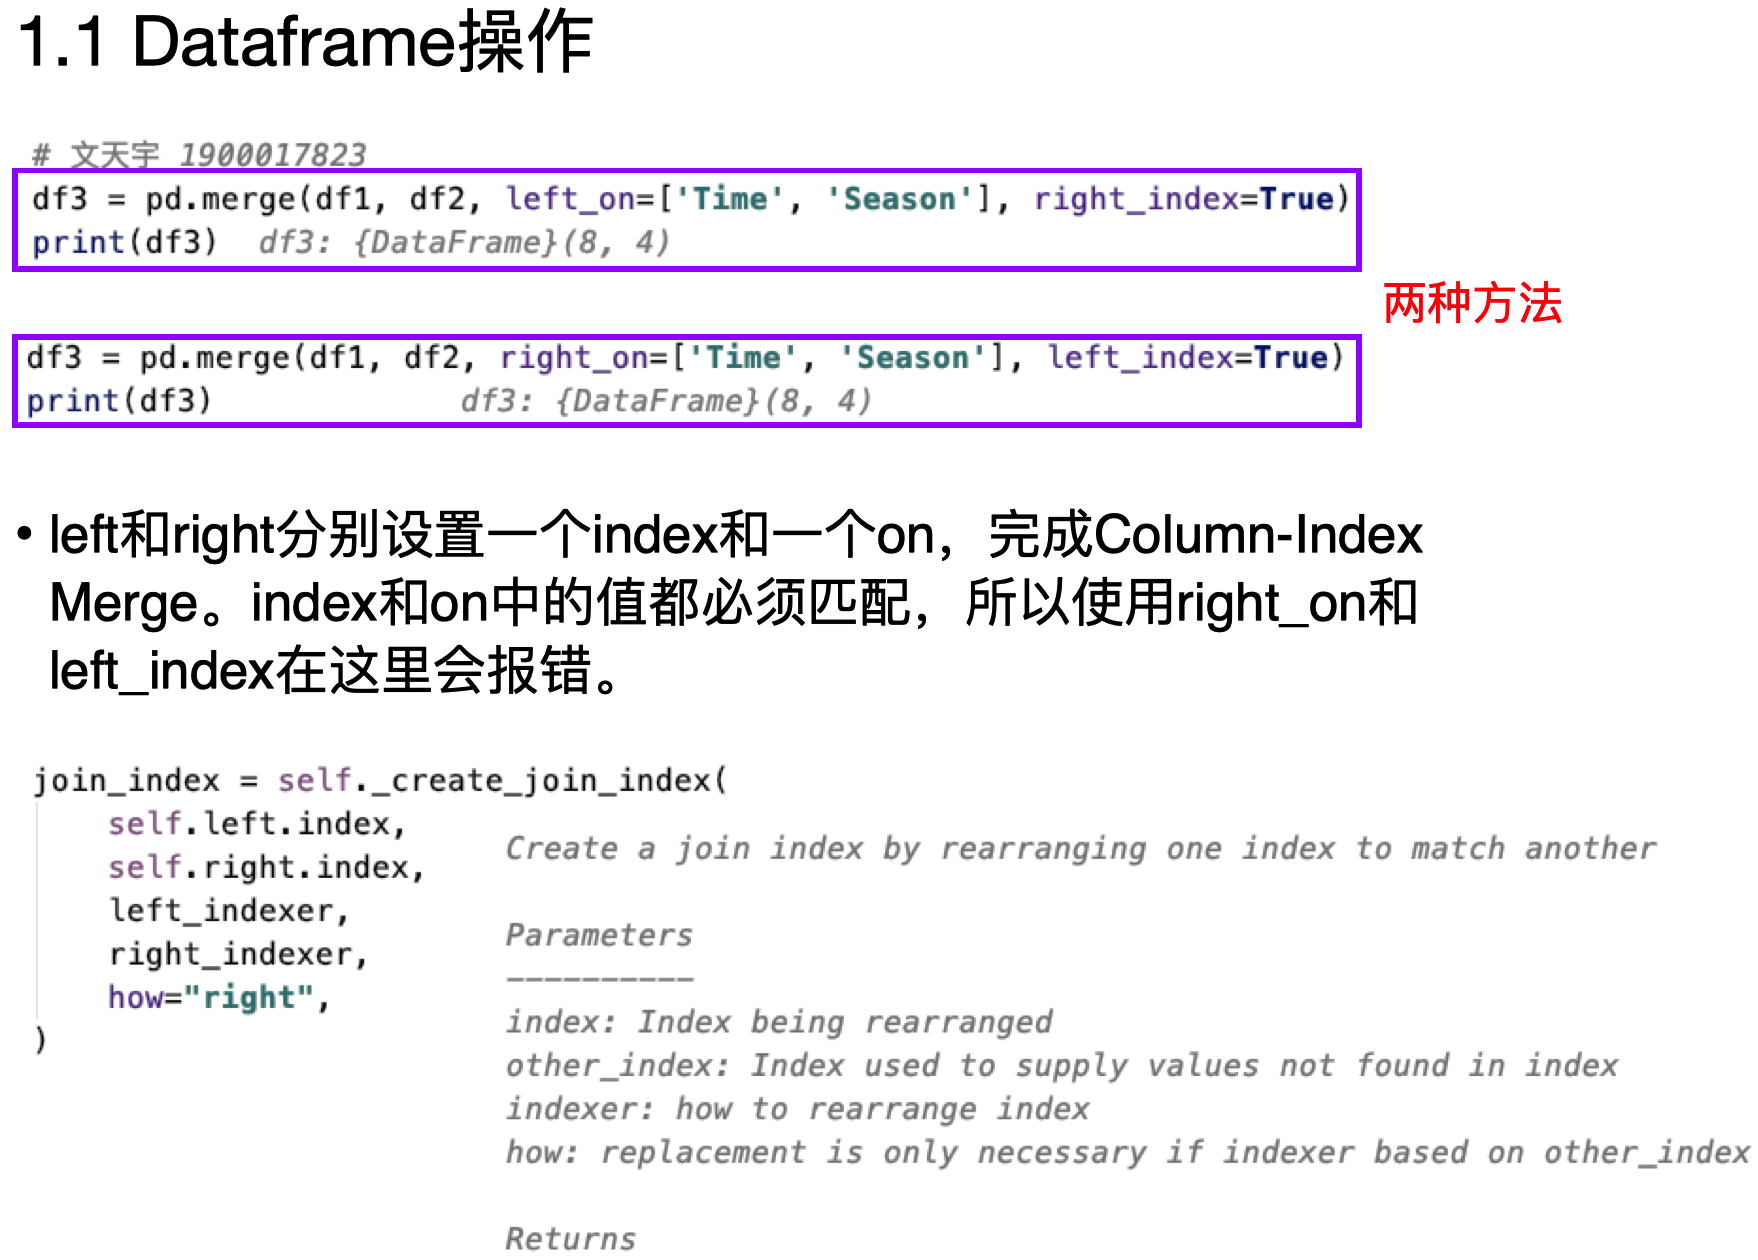 1.1 Dataframe操作
# 文天宇 1900017823
df3 = pd.merge(df1, df2, left_on=['Time', 'Season'], right_index=True)
print(df3) df3: {DataFrame}(8, 4)
两种方法
df3 = pd.merge(df1, df2, right_on=['Time', 'Season'], left_index=True)
print(df3) df3: {DataFrame}(8, 4)
• left和right分别设置一个index和一个on，完成Column-Index
Merge。index和on中的值都必须匹配，所以使用right_on和
left_index在这里会报错。
join_index = self._create_join_index(
self.left.index,
self.right.index,
left_indexer,
right_indexer,
how="right",
)
Create a join index by rearranging one index to match another
Parameters
----------
index: Index being rearranged
other_index: Index used to supply values not found in index
indexer: how to rearrange index
how: replacement is only necessary if indexer based on other_index
Returns